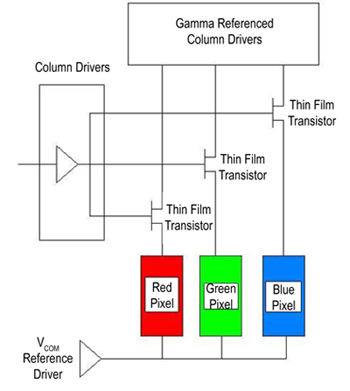 Gamma Referenced
Column Drivers
Column Drivers
Thin Film
Transistor
Thin Film
Transistor
Thin Film
Transistor
Red
Pixel
Green
Pixel
Blue
Pixel
VCOM
Reference
Driver